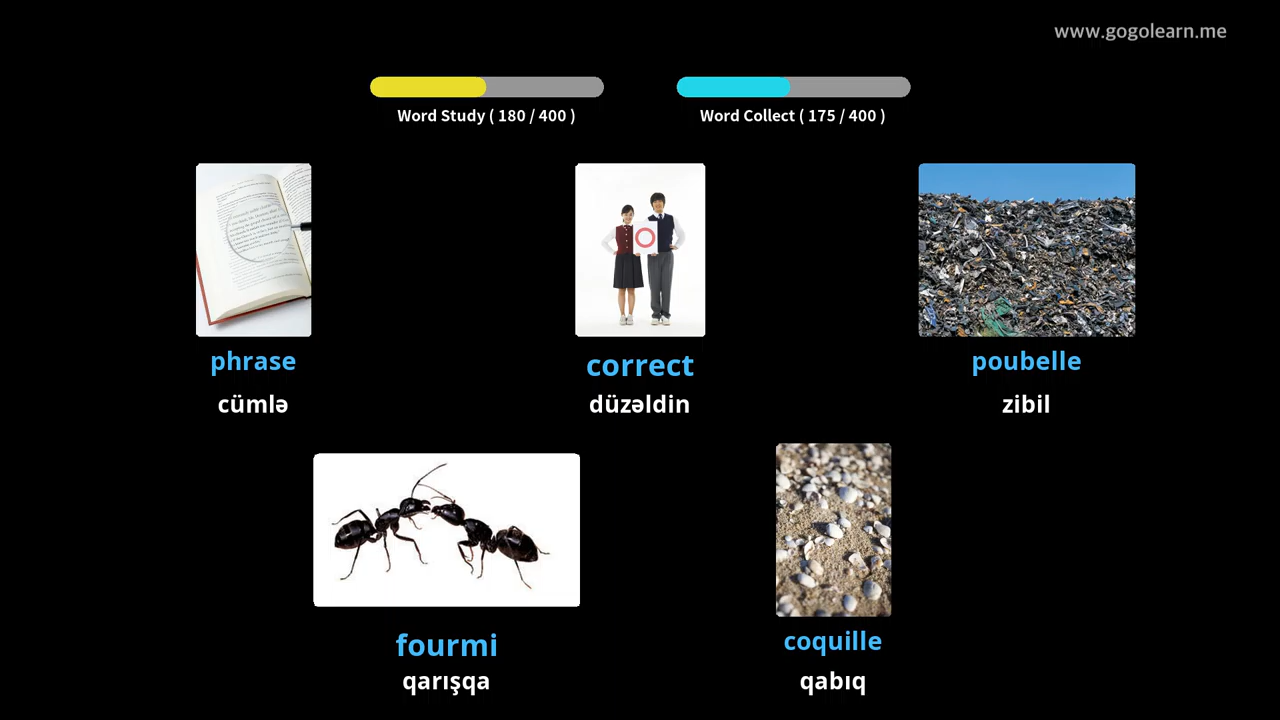 www.gogolearn.me
Word Study ( 180 / 400 )
Word Collect ( 175 / 400 )
phrase
cümlə
correct
düzəldin
poubelle
zibil
fourmi
qarışqa
coquille
qabıq